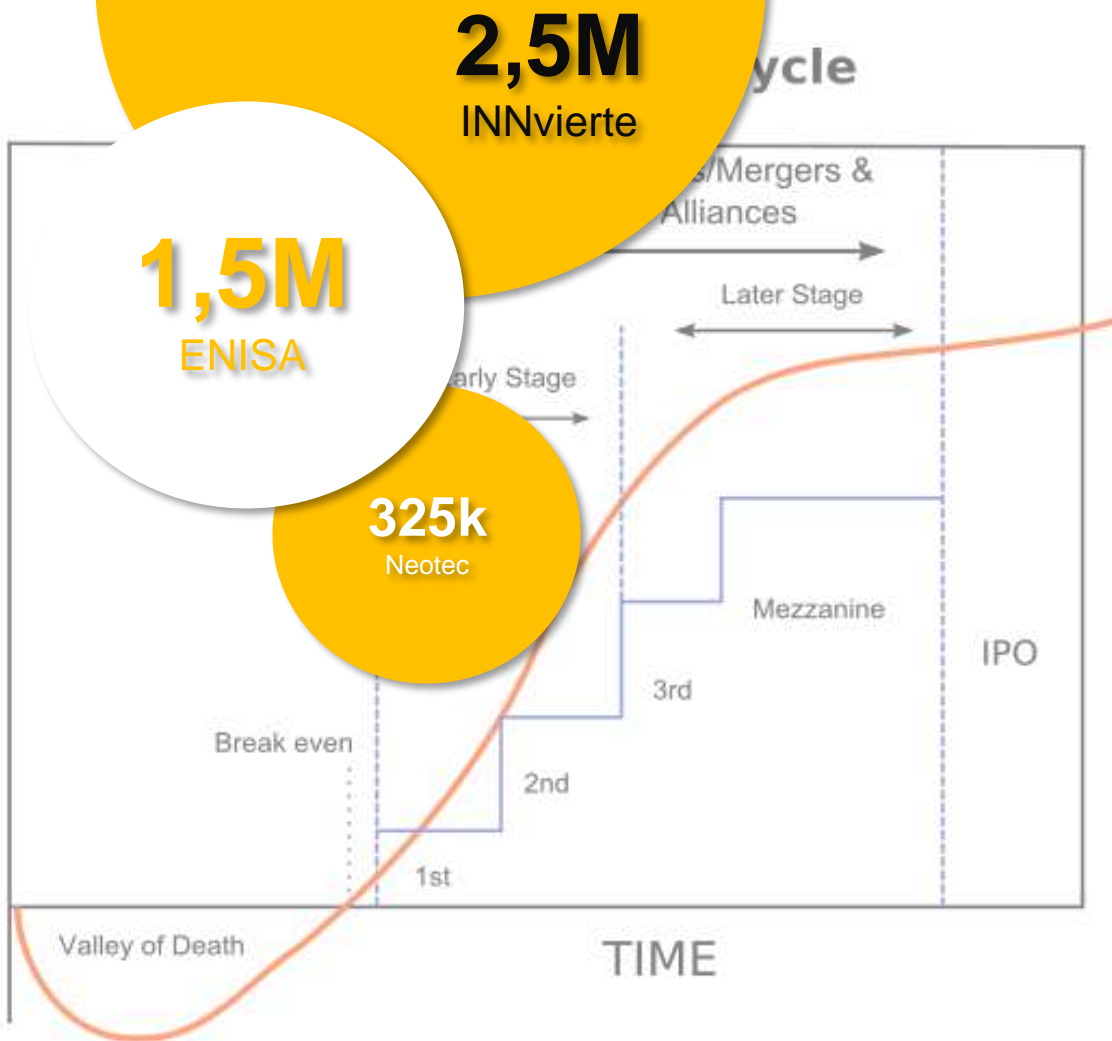 2,5M
INNvierte
ycle
s/Mergers &
Alliances
1,5M
ENISA
Later Stage
arly Stage
325k
Neotec
Mezzanine
IPO
3rd
Break even
2nd
1st
Valley of Death
TIME